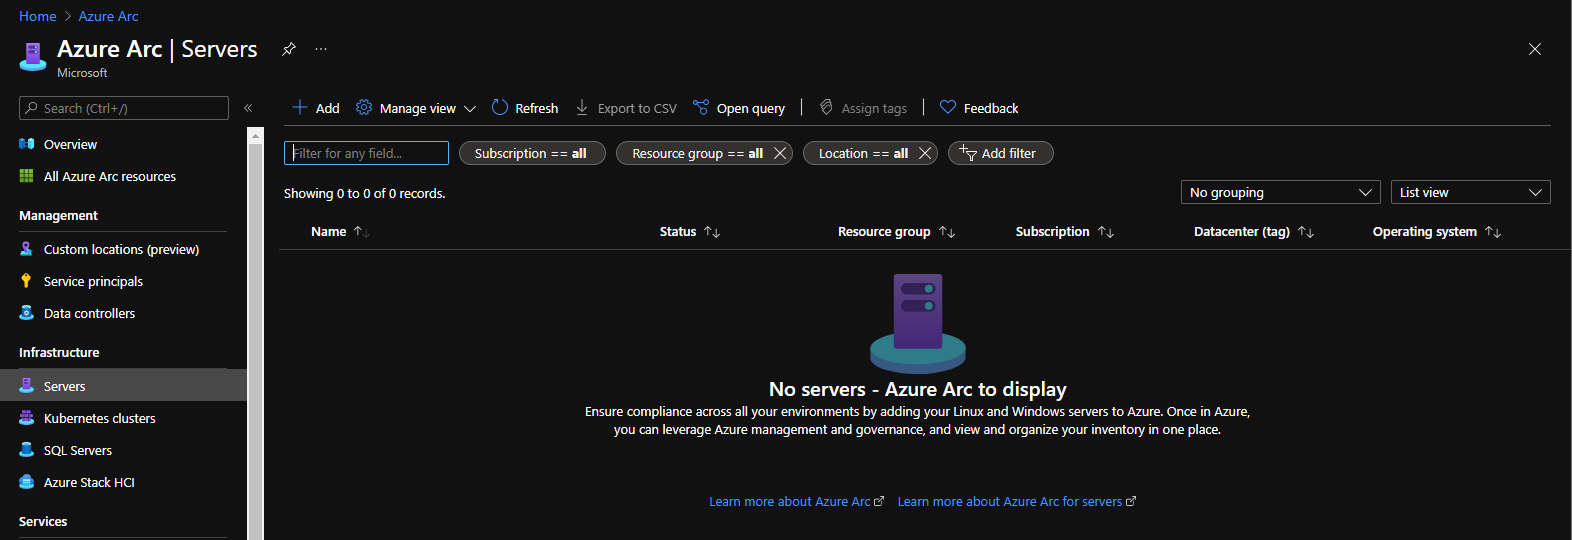 Home > Azure Arc
Azure Arc | Servers
Microsoft
Search (Ctrl+/)
Overview
All Azure Arc resources
Management
Custom locations (preview)
Service principals
Data controllers
Infrastructure
Servers
Kubernetes clusters
SQL Servers
Azure Stack HCI
Services
Add Manage view Refresh Export to CSV Open query Assign tags Feedback
Filter for any field... Subscription == all Resource group == all Location == all Add filter
Showing 0 to 0 of 0 records. No grouping List view
Name Status Resource group Subscription Datacenter (tag) Operating system
No servers - Azure Arc to display
Ensure compliance across all your environments by adding your Linux and Windows servers to Azure. Once in Azure,
you can leverage Azure management and governance, and view and organize your inventory in one place.
Learn more about Azure Arc Learn more about Azure Arc for servers